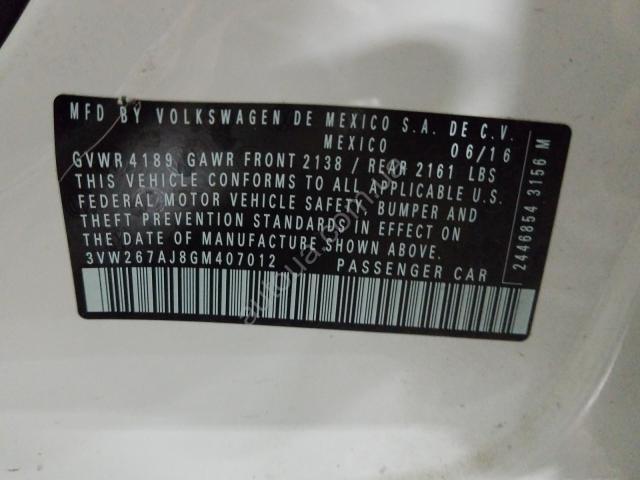 MFD BY VOLKSWAGEN DE MEXICO S.A. DE C.V.
MEXICO 06/16
GVWR 4189, GAWR FRONT 2138 / REAR 2161 LBS
THIS VEHICLE CONFORMS TO ALL APPLICABLE U.S.
FEDERAL MOTOR VEHICLE SAFETY, BUMPER AND
THEFT PREVENTION STANDARDS IN EFFECT ON
THE DATE OF MANUFACTURE SHOWN ABOVE.
3VW267AJ8GM407012 PASSENGER CAR
2446854 3156 M